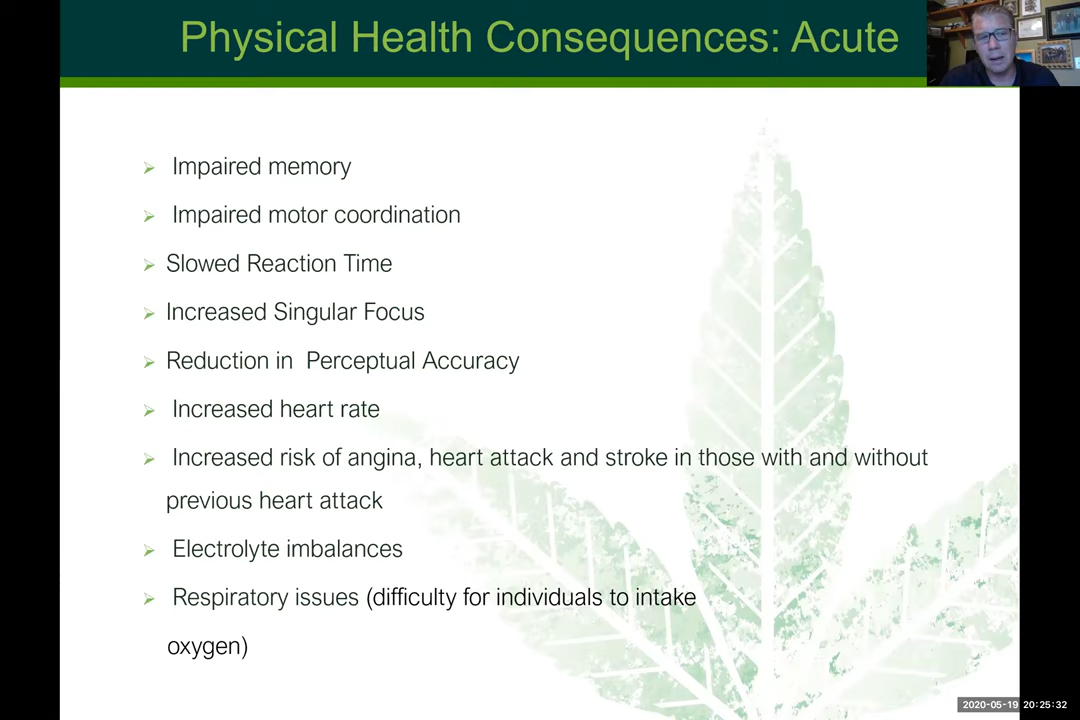 Physical Health Consequences: Acute
Impaired memory
Impaired motor coordination
Slowed Reaction Time
Increased Singular Focus
Reduction in Perceptual Accuracy
Increased heart rate
Increased risk of angina, heart attack and stroke in those with and without
previous heart attack
Electrolyte imbalances
Respiratory issues (difficulty for individuals to intake
oxygen)
2020-05-19 20:25:32